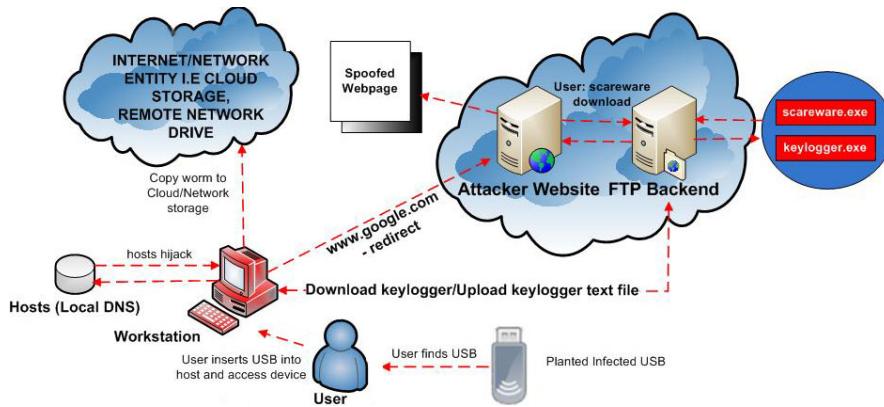 INTERNET/NETWORK
ENTITY I.E CLOUD
STORAGE,
REMOTE NETWORK
DRIVE
Spoofed
Webpage
User: scareware
download
scareware.exe
keylogger.exe
Attacker Website
FTP Backend
Copy worm to
Cloud/Network
storage
www.google.com
- redirect
hosts hijack
Hosts (Local DNS)
Workstation
Download keylogger/Upload keylogger text file
User inserts USB into
host and access device
User
User finds USB
Planted Infected USB